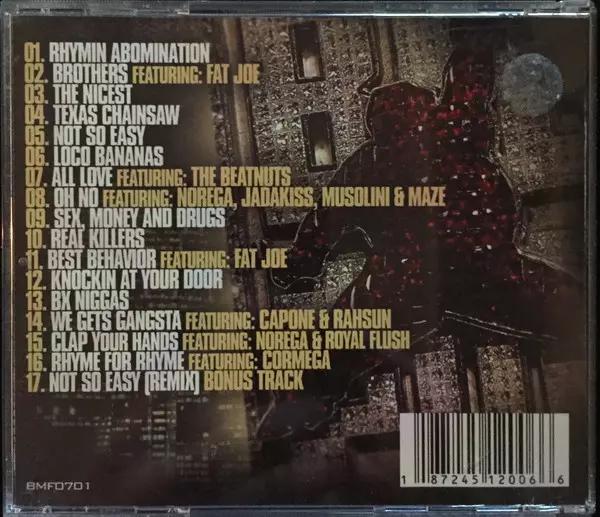 01. RHYMIN ABOMINATION
02. BROTHERS FEATURING: FAT JOE
03. THE NICEST
04. TEXAS CHAINSAW
05. NOT SO EASY
06. LOCO BANANAS
07. ALL LOVE FEATURING: THE BEATNUTS
08. OH NO FEATURING: NOREGA, JADAKISS, MUSOLINI & MAZE
09. SEX, MONEY AND DRUGS
10. REAL KILLERS
11. BEST BEHAVIOR FEATURING: FAT JOE
12. KNOCKIN AT YOUR DOOR
13. BX NIGGAS
14. WE GETS GANGSTA FEATURING: CAPONE & RAHSUN
15. CLAP YOUR HANDS FEATURING: NOREGA & ROYAL FLUSH
16. RHYME FOR RHYME FEATURING: CORMEGA
17. NOT SO EASY (REMIX) BONUS TRACK
BMF0701
1 87245 12006 6